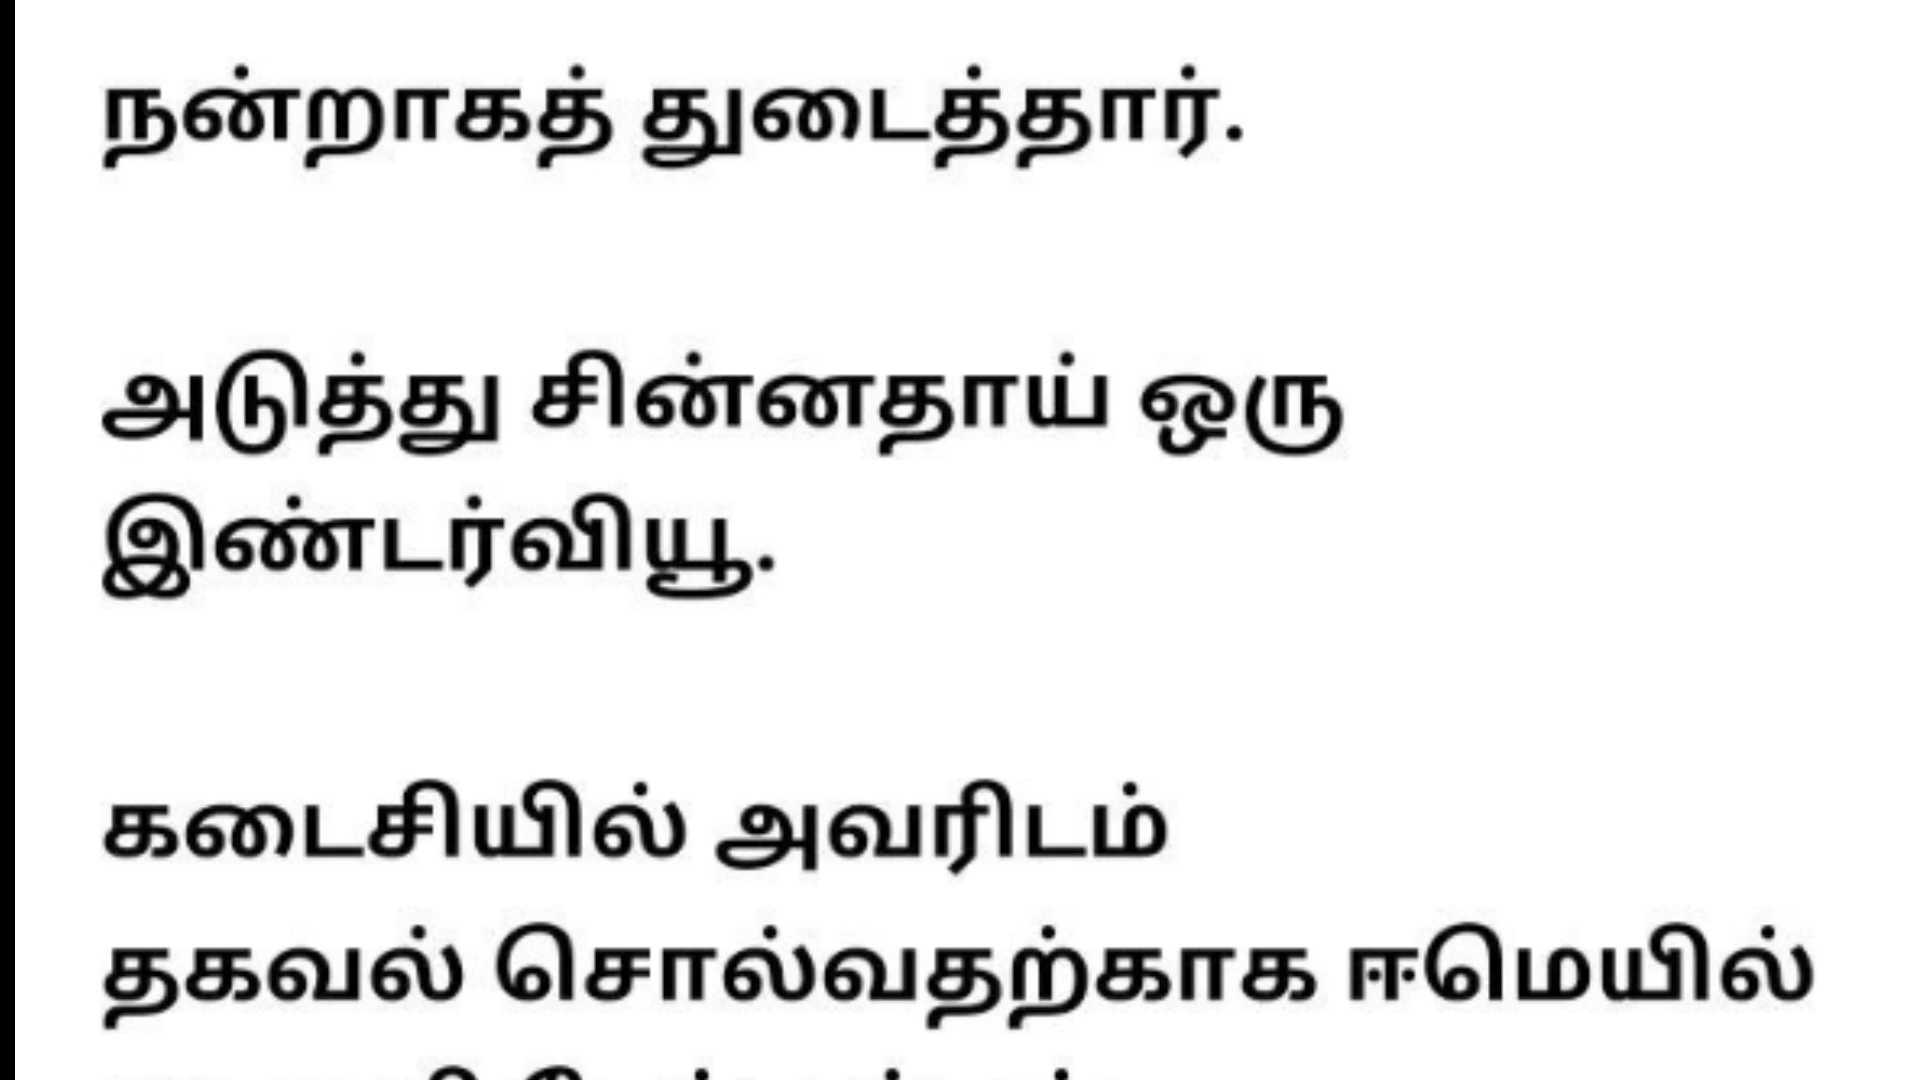 நன்றாகத் துடைத்தார்.
அடுத்து சின்னதாய் ஒரு
இண்டர்வியூ.
கடைசியில் அவரிடம்
தகவல் சொல்வதற்காக ஈமெயில்